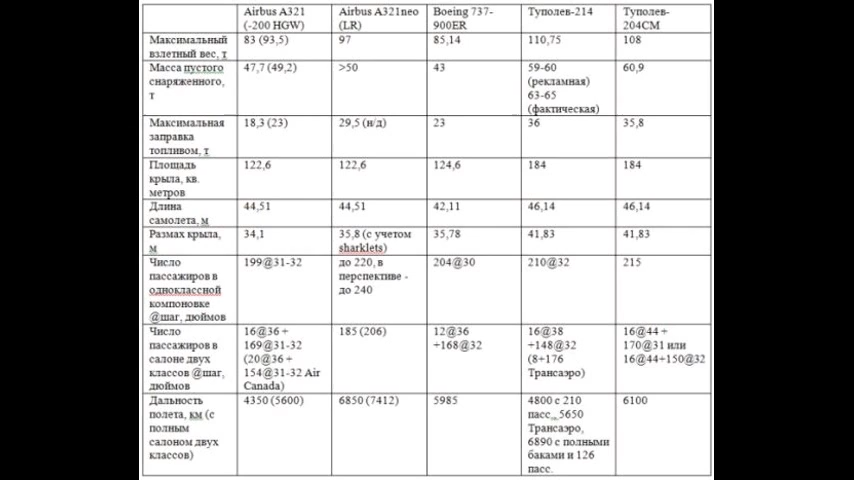 Airbus A321 (-200 HGW)
Airbus A321neo (LR)
Boeing 737-900ER
Туполев-214
Туполев-204СМ
Максимальный взлетный вес, т
83 (93,5)
97
85,14
110,75
108
Масса пустого снаряженного, т
47,7 (49,2)
>50
43
59-60 (рекламная)
63-65 (фактическая)
60,9
Максимальная заправка топливом, т
18,3 (23)
29,5 (н/д)
23
36
35,8
Площадь крыла, кв. метров
122,6
122,6
124,6
184
184
Длина самолета, м
44,51
44,51
42,11
46,14
46,14
Размах крыла, м
34,1
35,8 (с учетом sharklets)
35,78
41,83
41,83
Число пассажиров в одноклассной компоновке @шаг, дюймов
199@31-32
до 220, в перспективе - до 240
204@30
210@32
215
Число пассажиров в салоне двух классов @шаг, дюймов
16@36 + 169@31-32 (20@36 + 154@31-32 Air Canada)
185 (206)
12@36 +168@32
16@38 +148@32 (8+176 Трансаэро)
16@44 + 170@31 или 16@44+150@32
Дальность полета, км (с полным салоном двух классов)
4350 (5600)
6850 (7412)
5985
4800 с 210 пасс., 5650 Трансаэро, 6890 с полными баками и 126 пасс.
6100